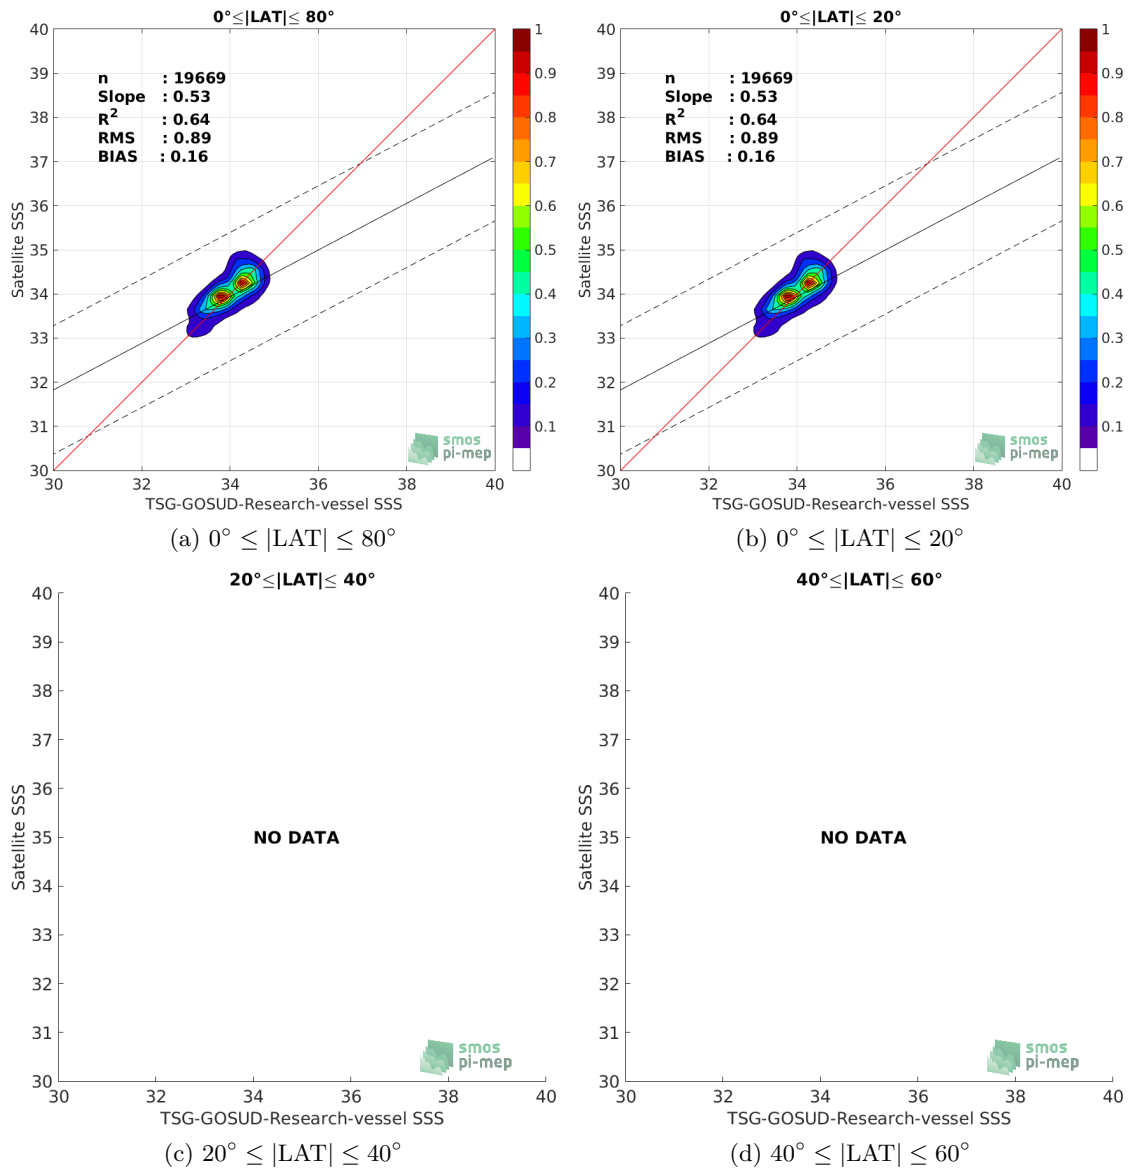 0°≤|LAT|≤ 80°
40
39
38
37
36
35
34
33
32
31
30
Satellite SSS
n : 19669
Slope : 0.53
R² : 0.64
RMS : 0.89
BIAS : 0.16
smos
pi-mep
30 32 34 36 38 40
TSG-GOSUD-Research-vessel SSS
1
0.9
0.8
0.7
0.6
0.5
0.4
0.3
0.2
0.1
(a) 0° ≤ |LAT| ≤ 80°
0°≤|LAT|≤ 20°
40
39
38
37
36
35
34
33
32
31
30
Satellite SSS
n : 19669
Slope : 0.53
R² : 0.64
RMS : 0.89
BIAS : 0.16
smos
pi-mep
30 32 34 36 38 40
TSG-GOSUD-Research-vessel SSS
1
0.9
0.8
0.7
0.6
0.5
0.4
0.3
0.2
0.1
(b) 0° ≤ |LAT| ≤ 20°
20°≤|LAT|≤ 40°
40
39
38
37
36
35
34
33
32
31
30
Satellite SSS
NO DATA
smos
pi-mep
30 32 34 36 38 40
TSG-GOSUD-Research-vessel SSS
(c) 20° ≤ |LAT| ≤ 40°
40°≤|LAT|≤ 60°
40
39
38
37
36
35
34
33
32
31
30
Satellite SSS
NO DATA
smos
pi-mep
30 32 34 36 38 40
TSG-GOSUD-Research-vessel SSS
(d) 40° ≤ |LAT| ≤ 60°